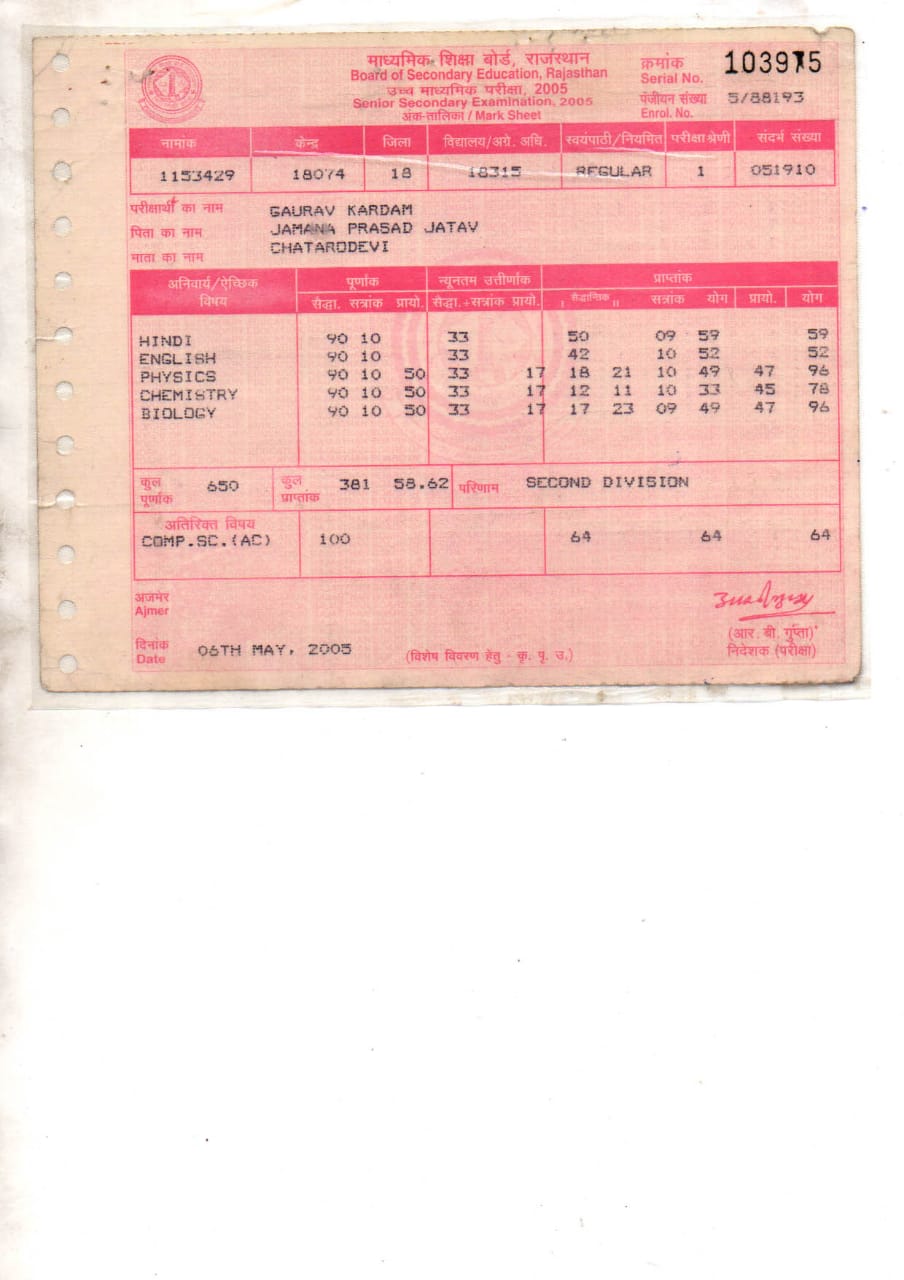 माध्यमिक शिक्षा बोर्ड, राजस्थान
Board of Secondary Education, Rajasthan
उच्च माध्यमिक परीक्षा, 2005
Senior Secondary Examination, 2005
अंक-तालिका / Mark Sheet
क्रमांक 103975
Serial No.
पंजीयन संख्या 5/88193
Enrol. No.
नामांक केन्द्र जिला विद्यालय/अग्रे. अधि. स्वयंपाठी/नियमित परीक्षा श्रेणी संदर्भ संख्या
1153429 18074 18 18315 REGULAR 1 051910
परीक्षार्थी का नाम GAURAV KARDAM
पिता का नाम JAMANA PRASAD JATAV
माता का नाम CHATARODEVI
अनिवार्य/ऐच्छिक पूर्णांक न्यूनतम उत्तीर्णांक प्राप्तांक
विषय सैद्धा. सत्रांक प्रायो. सैद्धा.+सत्रांक प्रायो. I सैद्धान्तिक II सत्रांक योग प्रायो. योग
HINDI 90 10 33 50 09 59 59
ENGLISH 90 10 33 42 10 52 52
PHYSICS 90 10 50 33 17 18 21 10 49 47 96
CHEMISTRY 90 10 50 33 17 12 11 10 33 45 78
BIOLOGY 90 10 50 33 17 17 23 09 49 47 96
कुल पूर्णांक 650 कुल प्राप्तांक 381 58.62 परिणाम SECOND DIVISION
अतिरिक्त विषय
COMP.SC.(AC) 100 64 64 64
अजमेर
Ajmer
(आर. बी. गुप्ता)
दिनांक
Date 06TH MAY, 2005 (विशेष विवरण हेतु - कृ. पृ. उ.) निदेशक (परीक्षा)